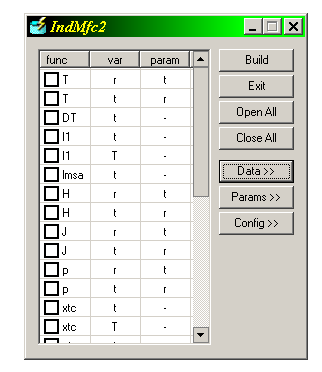 IndMfc2
func var param
T r t
T t r
DT t -
I1 t -
I1 T -
Imsa t -
H r t
H t r
J r t
J t r
p r t
p t r
xtc t -
xtc T -
Build
Exit
Open All
Close All
Data >>
Params >>
Config >>